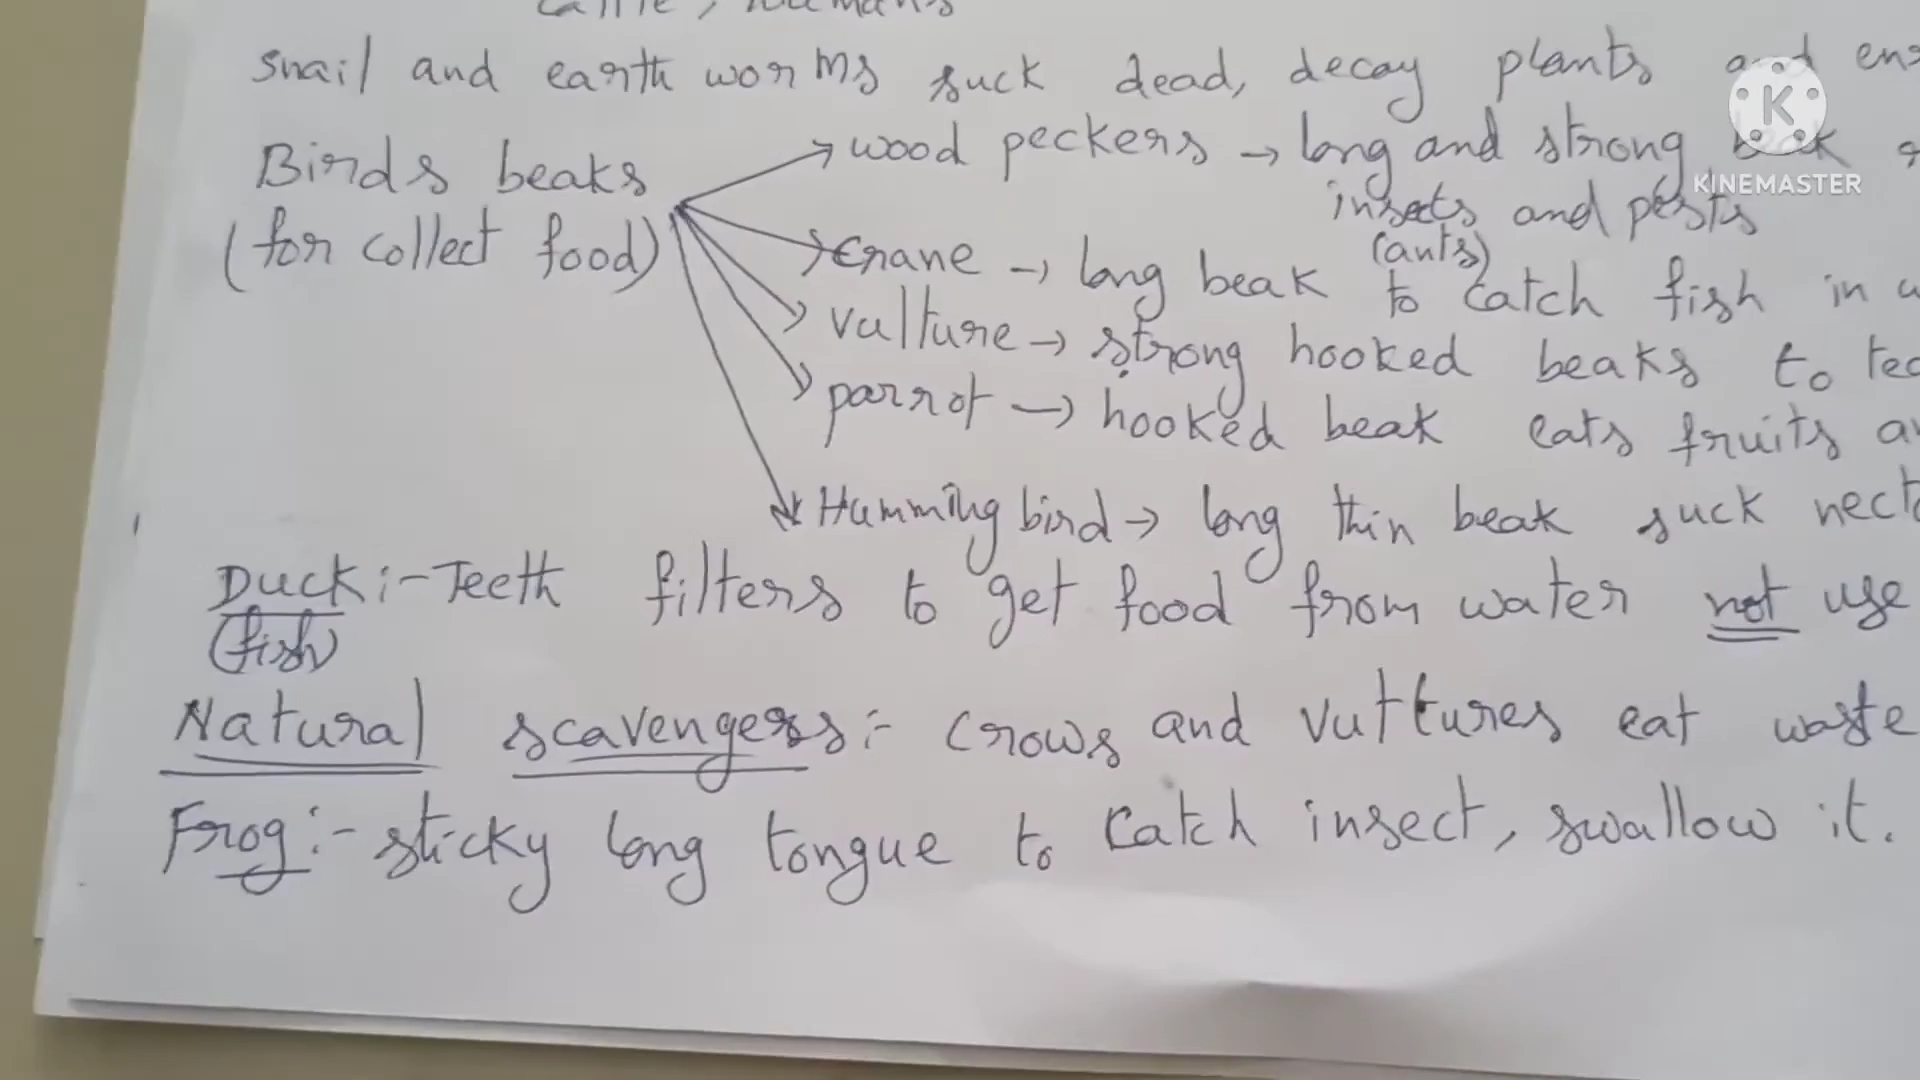 snail and earth worms suck dead, decay plants and
Birds beaks
(for collect food)
wood peckers → long and strong beak
insects and pests
(ants)
crane → long beak to catch fish in
vulture → strong hooked beaks to
parrot → hooked beak eats fruits
Humming bird → long thin beak suck
Duck:- Teeth filters to get food from water not use
(fish)
Natural scavengers:- crows and vultures eat waste
Frog:- sticky long tongue to catch insect, swallow it.
K
KINEMASTER